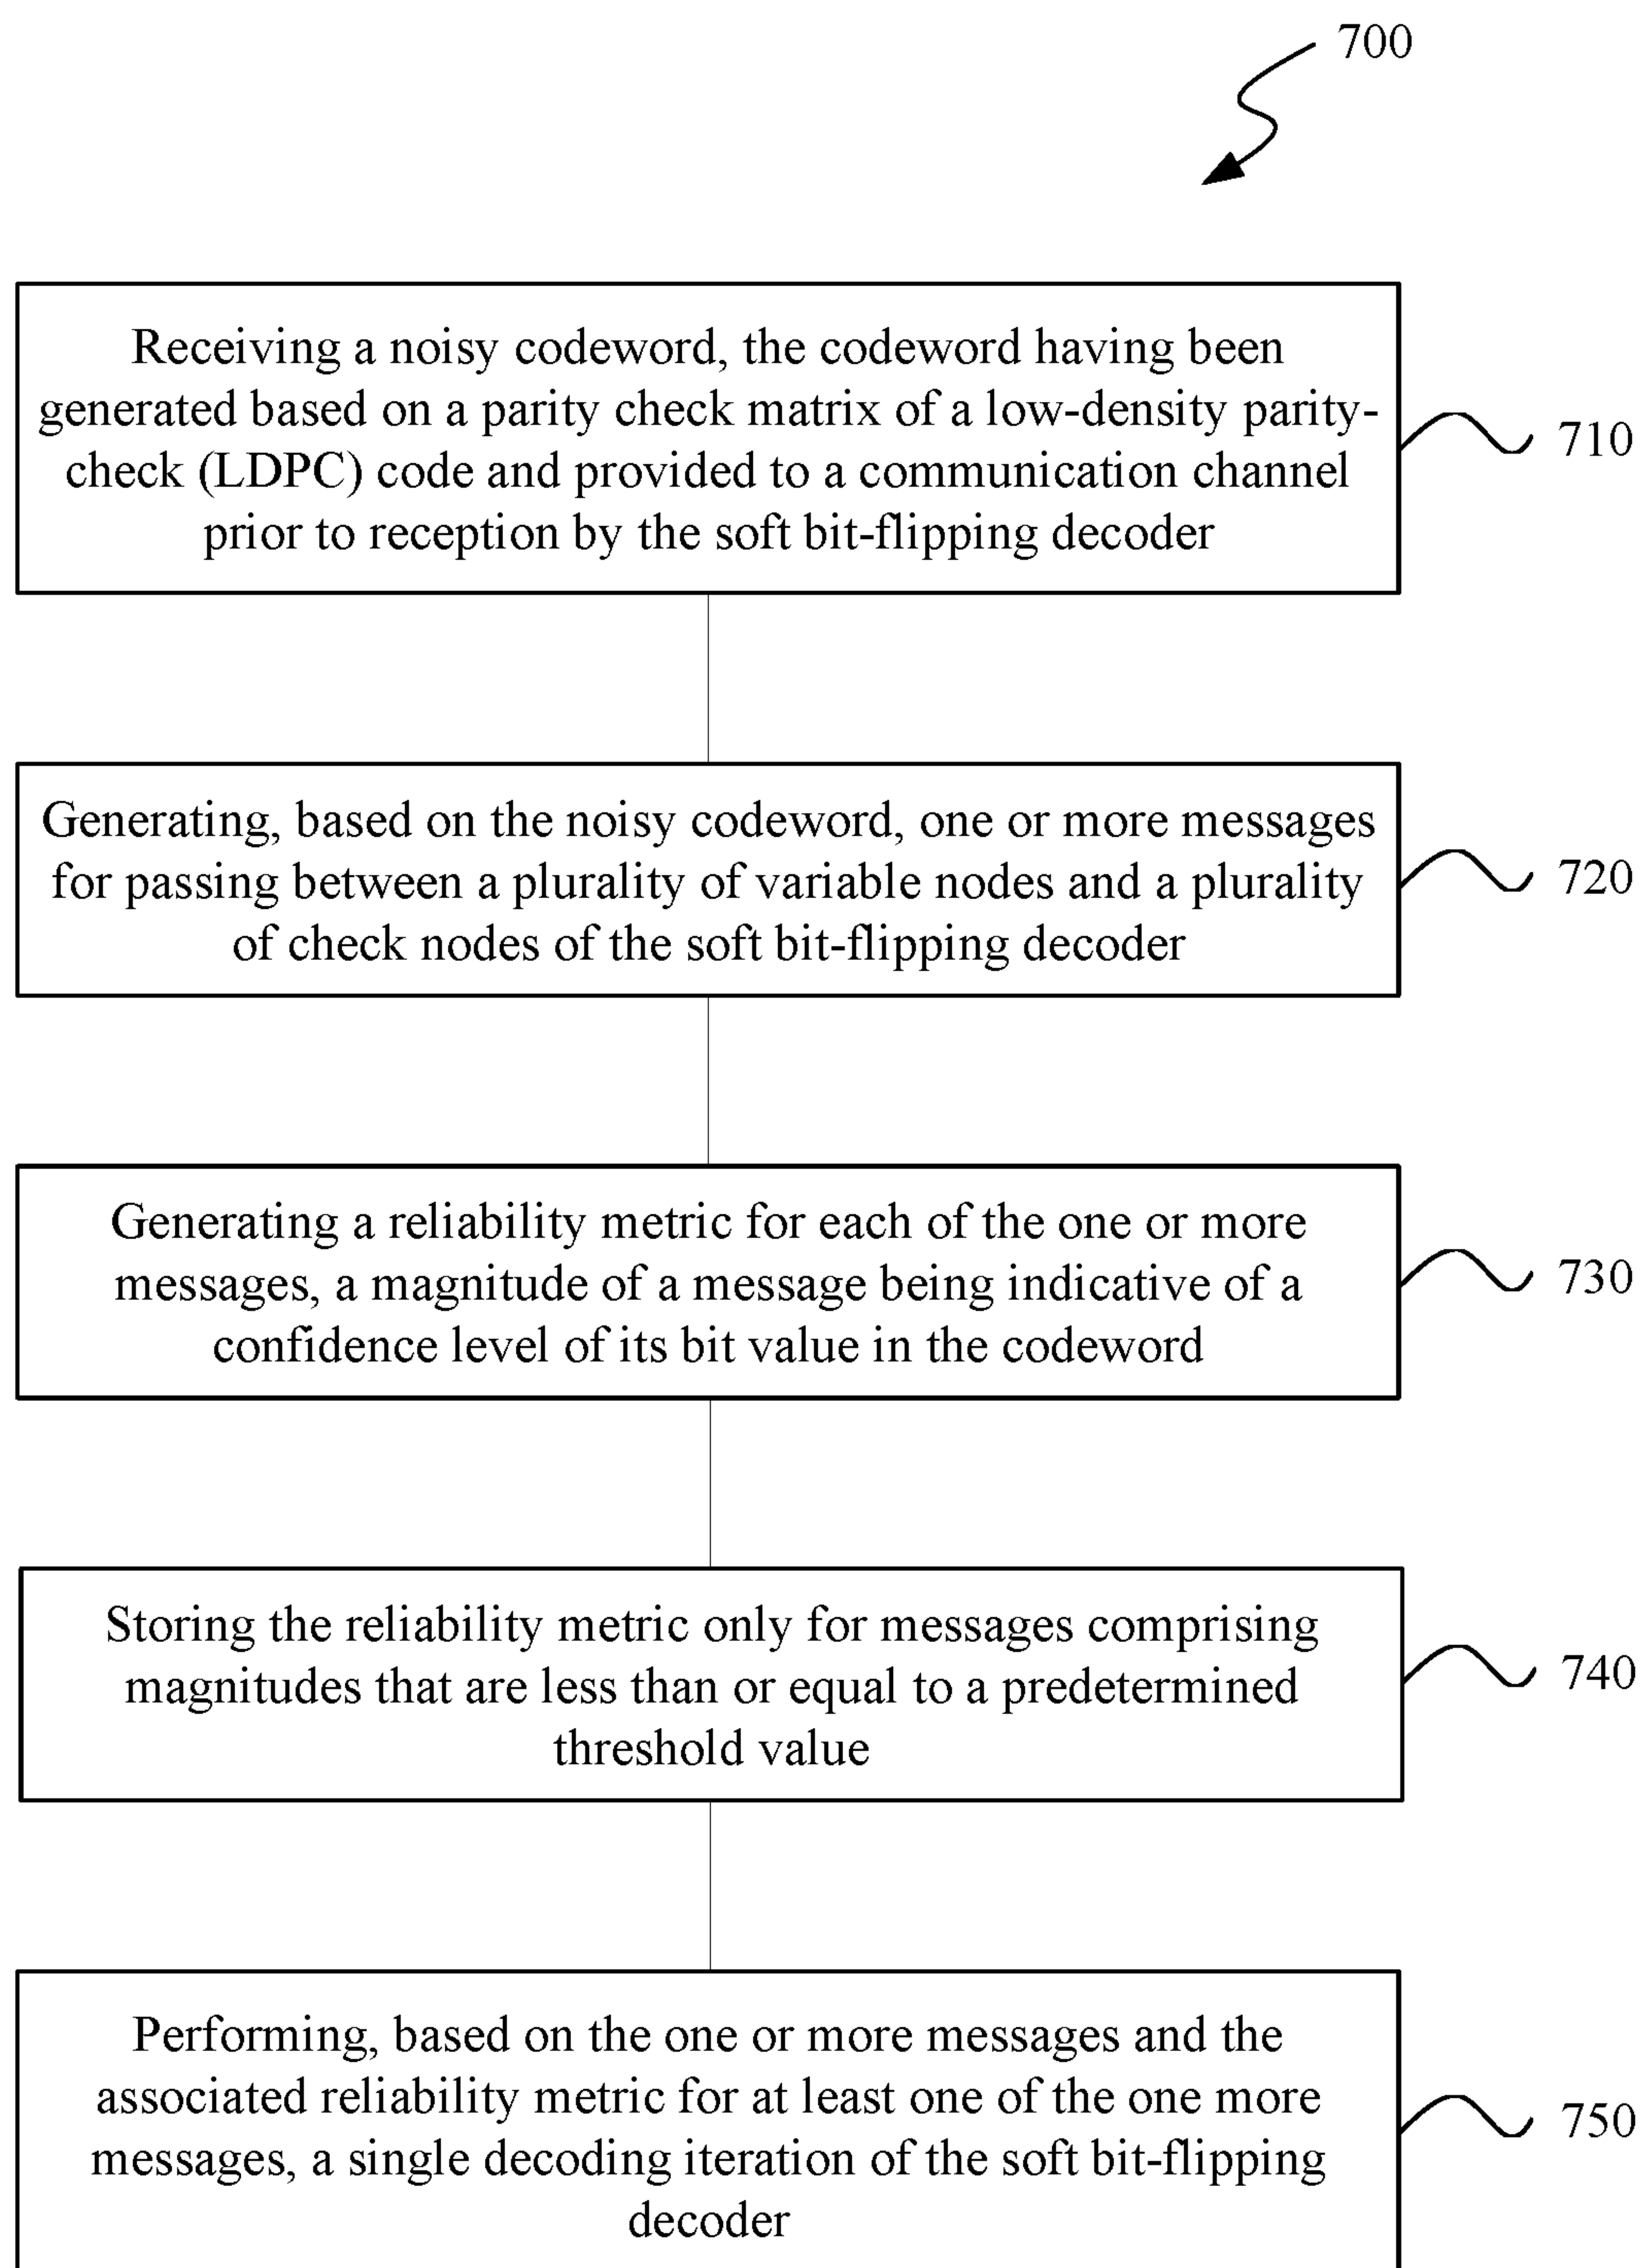 700
Receiving a noisy codeword, the codeword having been
generated based on a parity check matrix of a low-density parity-
check (LDPC) code and provided to a communication channel
prior to reception by the soft bit-flipping decoder
710
Generating, based on the noisy codeword, one or more messages
for passing between a plurality of variable nodes and a plurality
of check nodes of the soft bit-flipping decoder
720
Generating a reliability metric for each of the one or more
messages, a magnitude of a message being indicative of a
confidence level of its bit value in the codeword
730
Storing the reliability metric only for messages comprising
magnitudes that are less than or equal to a predetermined
threshold value
740
Performing, based on the one or more messages and the
associated reliability metric for at least one of the one more
messages, a single decoding iteration of the soft bit-flipping
decoder
750